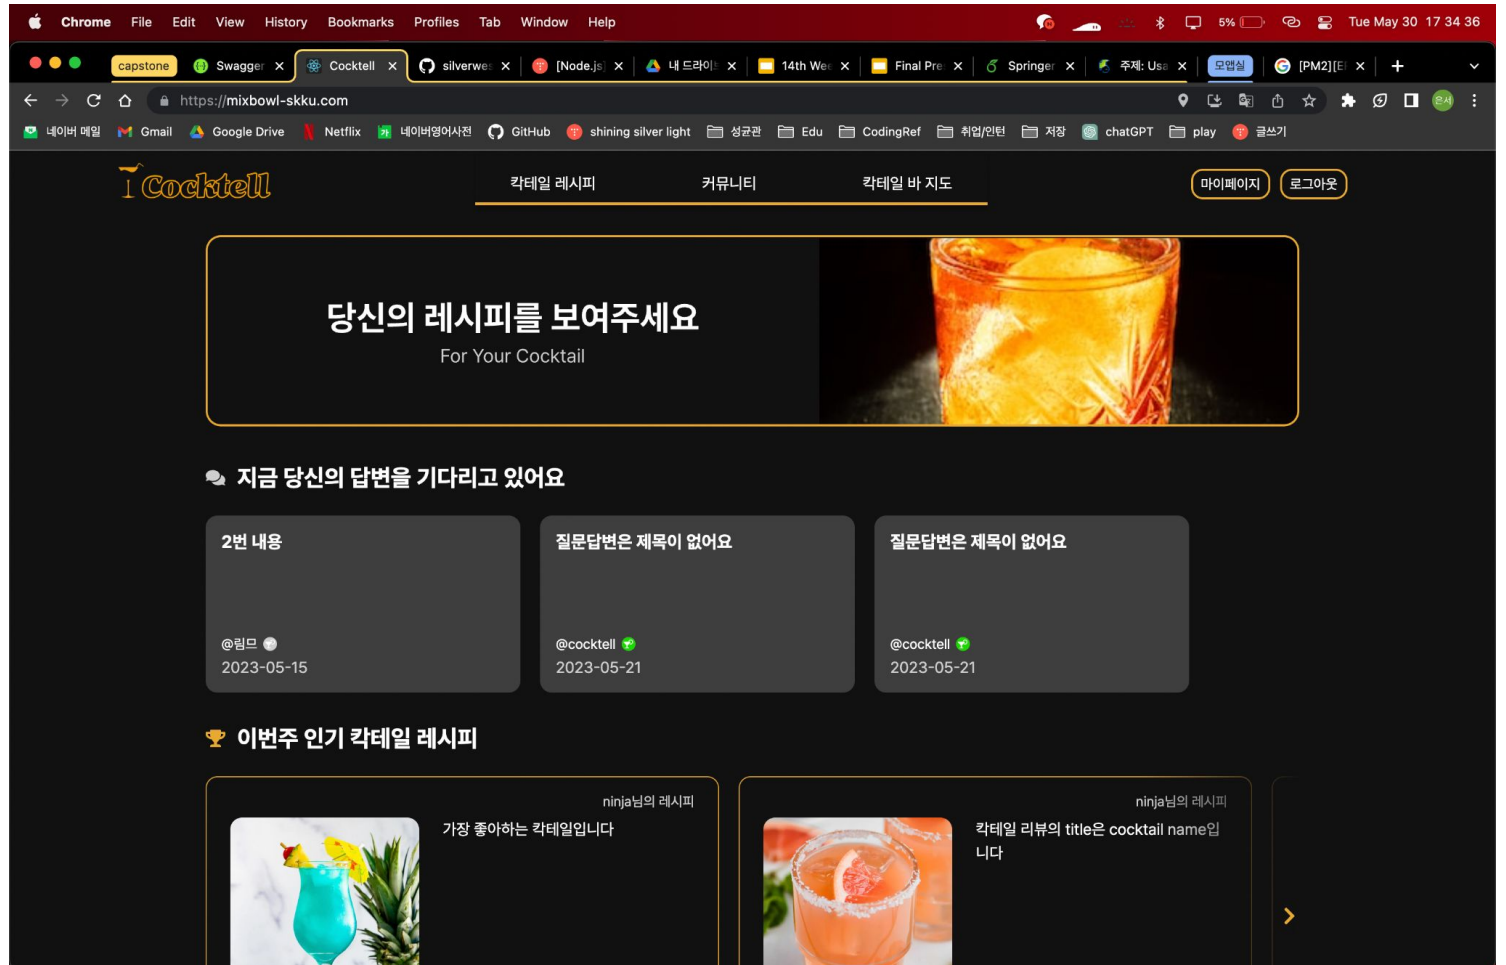 Chrome File Edit View History Bookmarks Profiles Tab Window Help 5% Tue May 30 17 34 36
capstone Swagger Cocktell silverwe [Node.js] 내 드라이브 14th Wee Final Pre Springer 주제: Usa 모앱실 [PM2][E
https://mixbowl-skku.com 은서
네이버 메일 Gmail Google Drive Netflix 네이버영어사전 GitHub shining silver light 성균관 Edu CodingRef 취업/인턴 저장 chatGPT play 글쓰기
Cocktell 칵테일 레시피 커뮤니티 칵테일 바 지도 마이페이지 로그아웃
당신의 레시피를 보여주세요
For Your Cocktail
지금 당신의 답변을 기다리고 있어요
2번 내용 질문답변은 제목이 없어요 질문답변은 제목이 없어요
@림므 @cocktell @cocktell
2023-05-15 2023-05-21 2023-05-21
이번주 인기 칵테일 레시피
ninja님의 레시피 ninja님의 레시피
가장 좋아하는 칵테일입니다 칵테일 리뷰의 title은 cocktail name입
니다